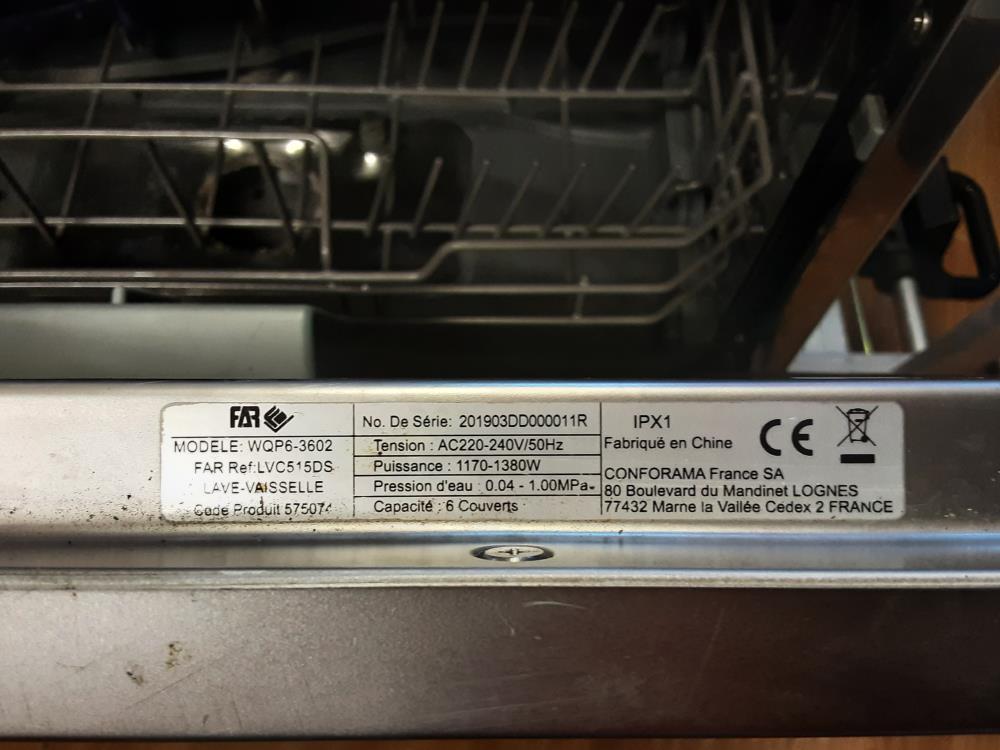 FAR
MODELE: WQP6-3602
FAR Ref:LVC515DS
LAVE-VAISSELLE
Code Produit 575074
No. De Série: 201903DD000011R
Tension : AC220-240V/50Hz
Puissance : 1170-1380W
Pression d'eau : 0.04 - 1.00MPa
Capacité : 6 Couverts
IPX1
Fabriqué en Chine
CE
CONFORAMA France SA
80 Boulevard du Mandinet LOGNES
77432 Marne la Vallée Cedex 2 FRANCE